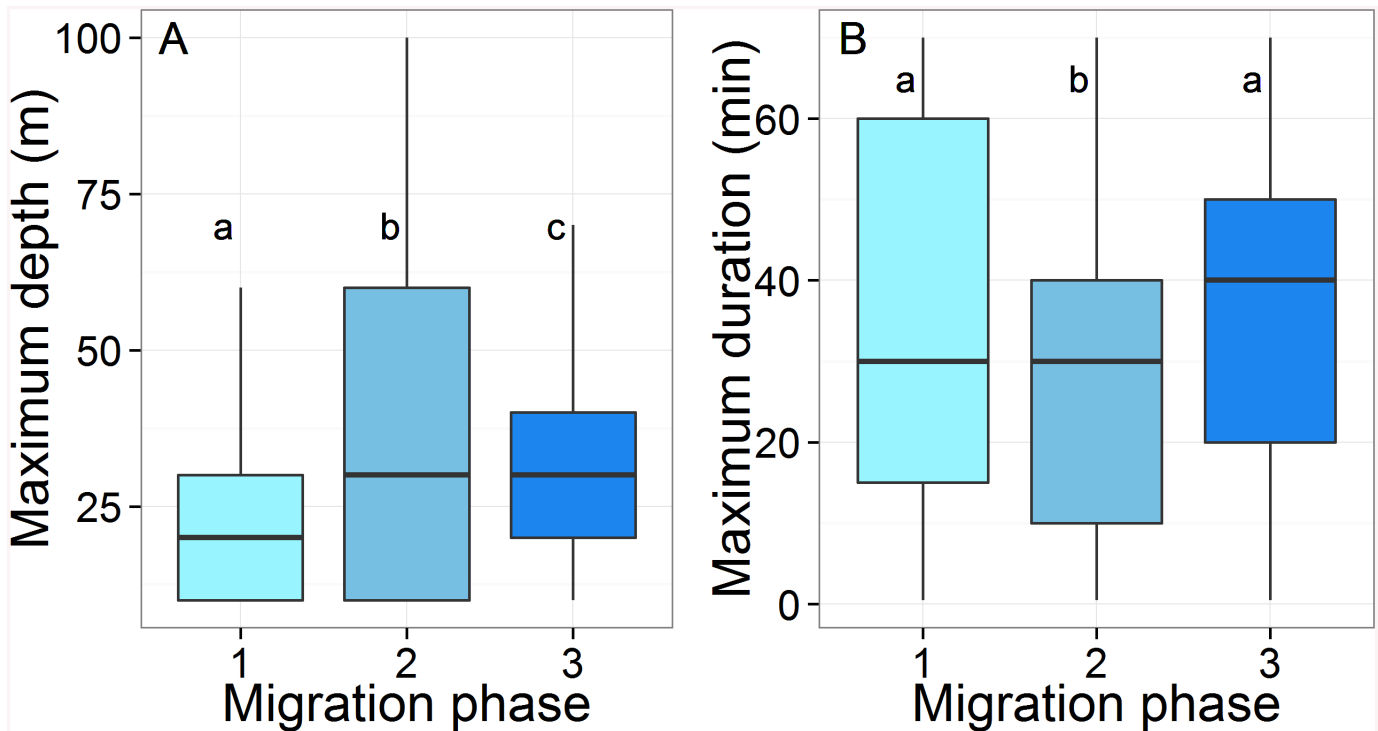 A
Maximum depth (m)
100
75
50
25
a
b
c
1
2
3
Migration phase
B
Maximum duration (min)
60
40
20
0
a
b
a
1
2
3
Migration phase